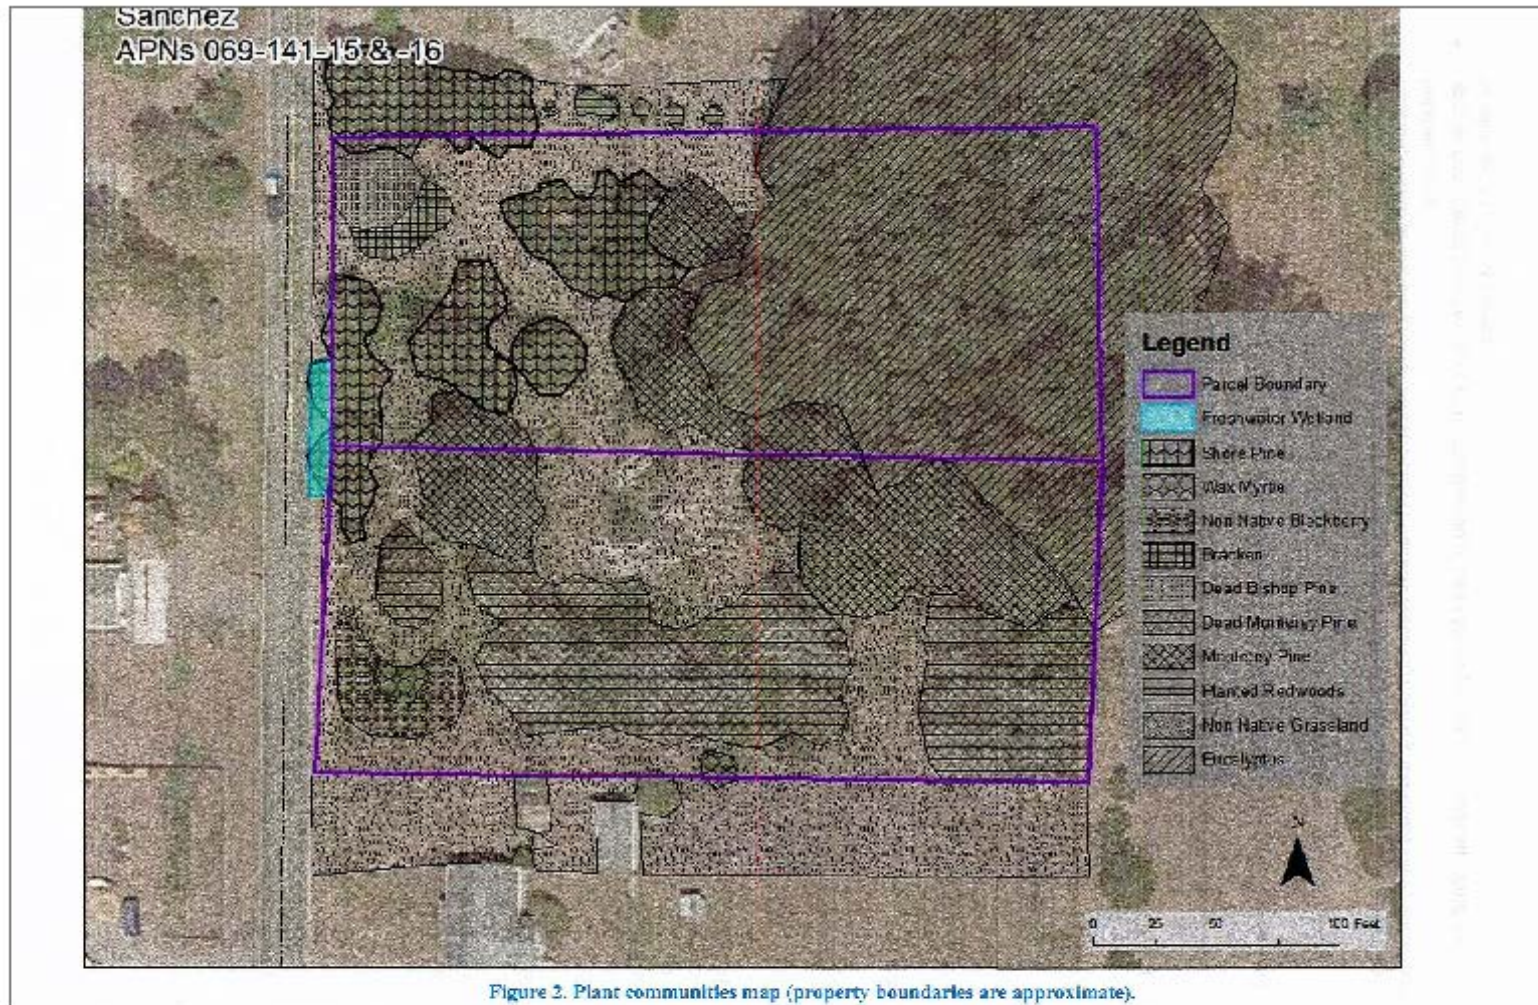 Sanchez
APNs 069-141-15 & -16
Legend
Parcel Boundary
Freshwater Wetland
Shore Pine
Wax Myrtle
Non Native Blackberry
Bracken
Dead Bishop Pine
Dead Monterey Pine
Monterey Pine
Planted Redwoods
Non Native Grassland
Eucalyptus
N
0 25 50 100 Feet
Figure 2. Plant communities map (property boundaries are approximate).